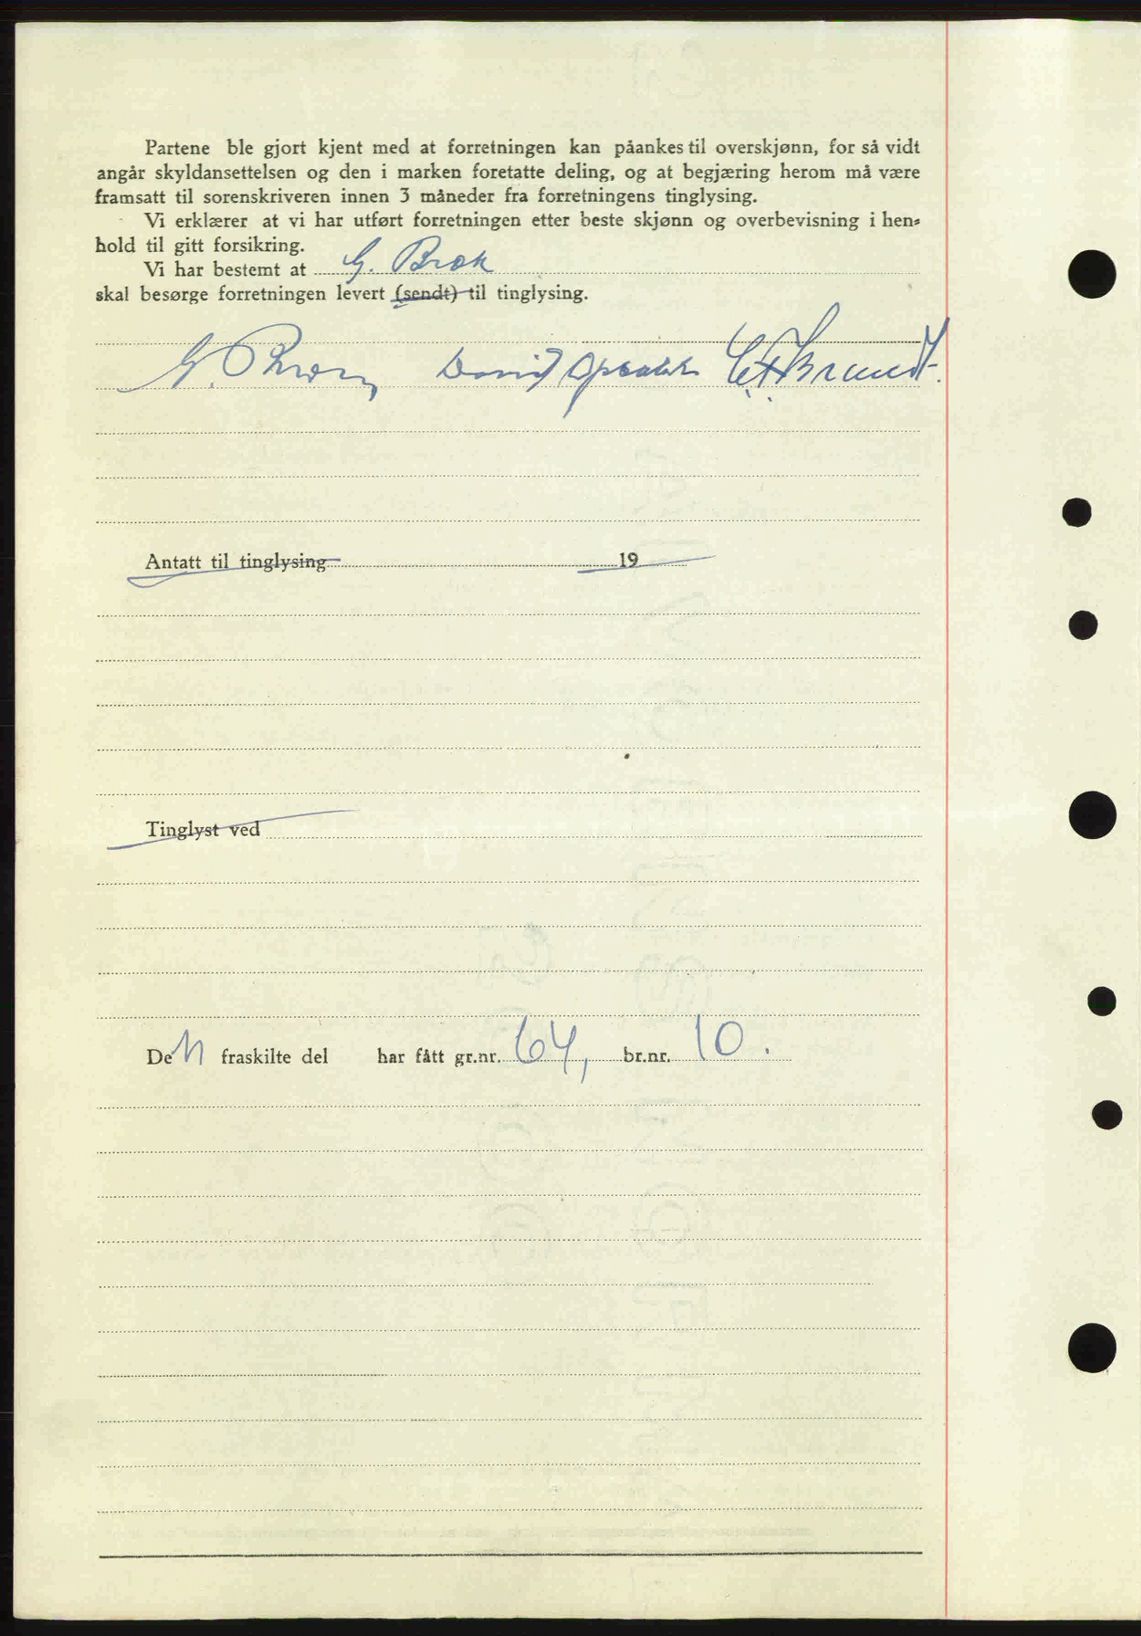 Partene ble gjort kjent med at forretningen kan påankes til overskjønn, for så vidt
angår skyldansettelsen og den i marken foretatte deling, og at begjæring herom må være
framsatt til sorenskriveren innen 3 måneder fra forretningens tinglysing.
Vi erklærer at vi har utført forretningen etter beste skjønn og overbevisning i hen-
hold til gitt forsikring.
Vi har bestemt at G. Brok
skal besørge forretningen levert (sendt) til tinglysing.
G. David Brandt.
Antatt til tinglysing 19
Tinglyst ved
Den fraskilte del har fått gr.nr. 64, br.nr. 10.